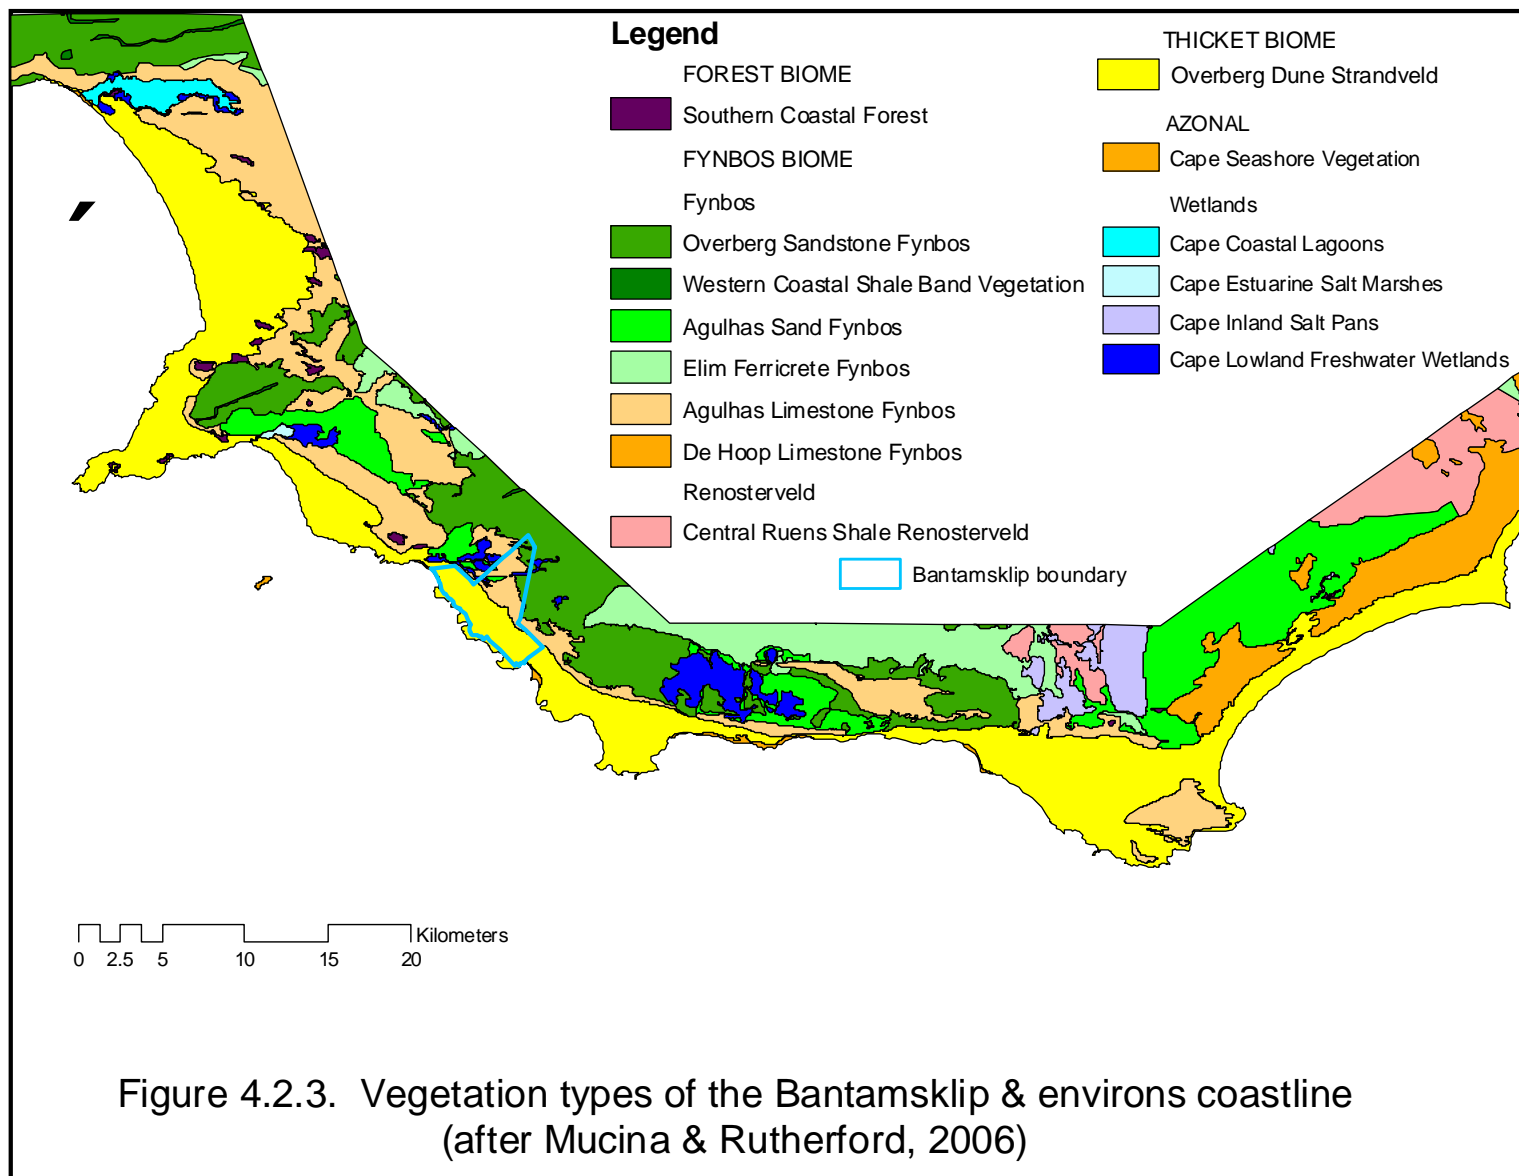 Legend
FOREST BIOME
Southern Coastal Forest
FYNBOS BIOME
Fynbos
Overberg Sandstone Fynbos
Western Coastal Shale Band Vegetation
Agulhas Sand Fynbos
Elim Ferricrete Fynbos
Agulhas Limestone Fynbos
De Hoop Limestone Fynbos
Renosterveld
Central Ruens Shale Renosterveld
Bantamsklip boundary
THICKET BIOME
Overberg Dune Strandveld
AZONAL
Cape Seashore Vegetation
Wetlands
Cape Coastal Lagoons
Cape Estuarine Salt Marshes
Cape Inland Salt Pans
Cape Lowland Freshwater Wetlands
Kilometers
0 2.5 5 10 15 20
Figure 4.2.3. Vegetation types of the Bantamsklip & environs coastline
(after Mucina & Rutherford, 2006)